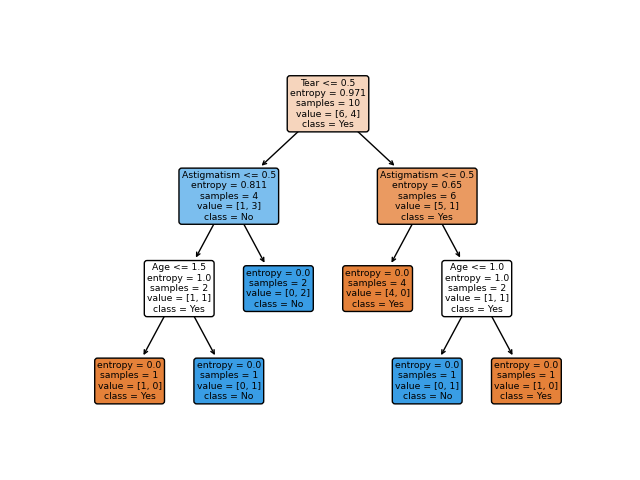 Tear <= 0.5
entropy = 0.971
samples = 10
value = [6, 4]
class = Yes
Astigmatism <= 0.5
entropy = 0.811
samples = 4
value = [1, 3]
class = No
Astigmatism <= 0.5
entropy = 0.65
samples = 6
value = [5, 1]
class = Yes
Age <= 1.5
entropy = 1.0
samples = 2
value = [1, 1]
class = Yes
entropy = 0.0
samples = 2
value = [0, 2]
class = No
entropy = 0.0
samples = 4
value = [4, 0]
class = Yes
Age <= 1.0
entropy = 1.0
samples = 2
value = [1, 1]
class = Yes
entropy = 0.0
samples = 1
value = [1, 0]
class = Yes
entropy = 0.0
samples = 1
value = [0, 1]
class = No
entropy = 0.0
samples = 1
value = [0, 1]
class = No
entropy = 0.0
samples = 1
value = [1, 0]
class = Yes